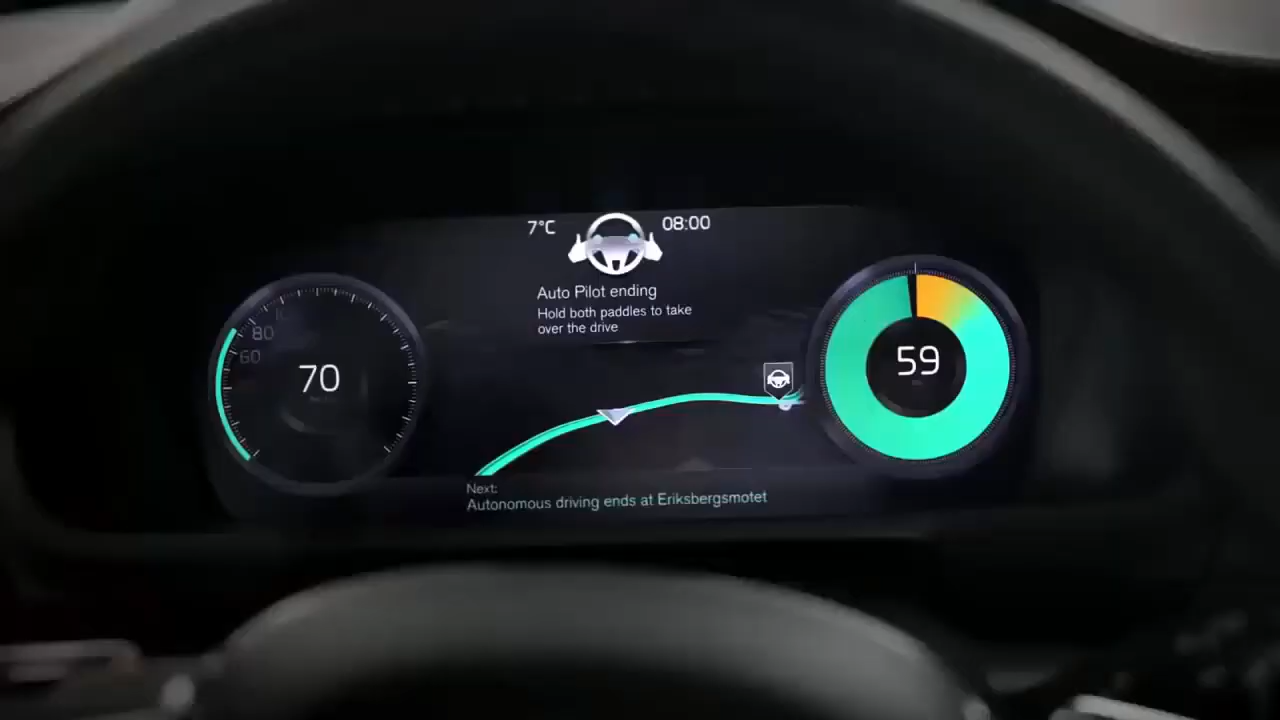 7°C
08:00
Auto Pilot ending
Hold both paddles to take
over the drive
80
60
70
59
Next:
Autonomous driving ends at Eriksbergsmotet